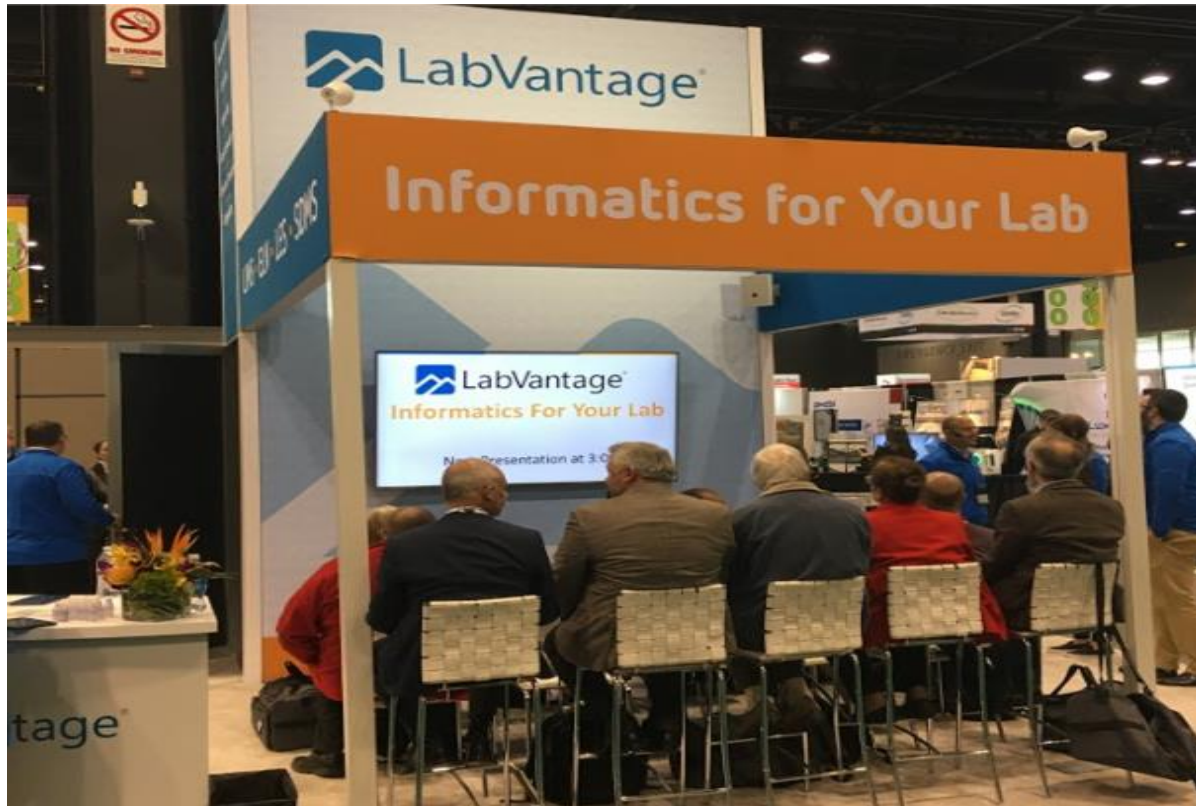 NO SMOKING
LabVantage®
Informatics for Your Lab
LIMS • ELN • LES • SDMS
LabVantage®
Informatics For Your Lab
Presentation at 3:0
tage®